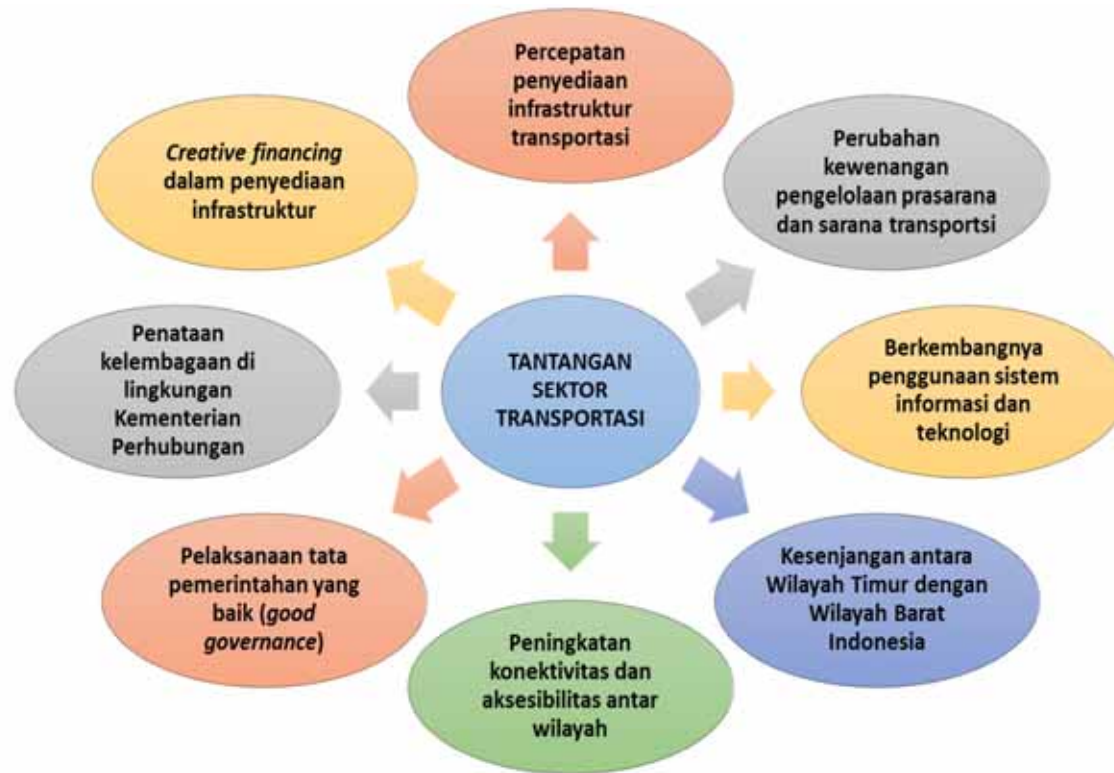 Percepatan
penyediaan
infrastruktur
transportasi
Perubahan
kewenangan
pengelolaan prasarana
dan sarana transportsi
Berkembangnya
penggunaan sistem
informasi dan
teknologi
Kesenjangan antara
Wilayah Timur dengan
Wilayah Barat
Indonesia
Peningkatan
konektivitas dan
aksesibilitas antar
wilayah
Pelaksanaan tata
pemerintahan yang
baik (good
governance)
Penataan
kelembagaan di
lingkungan
Kementerian
Perhubungan
Creative financing
dalam penyediaan
infrastruktur
TANTANGAN
SEKTOR
TRANSPORTASI